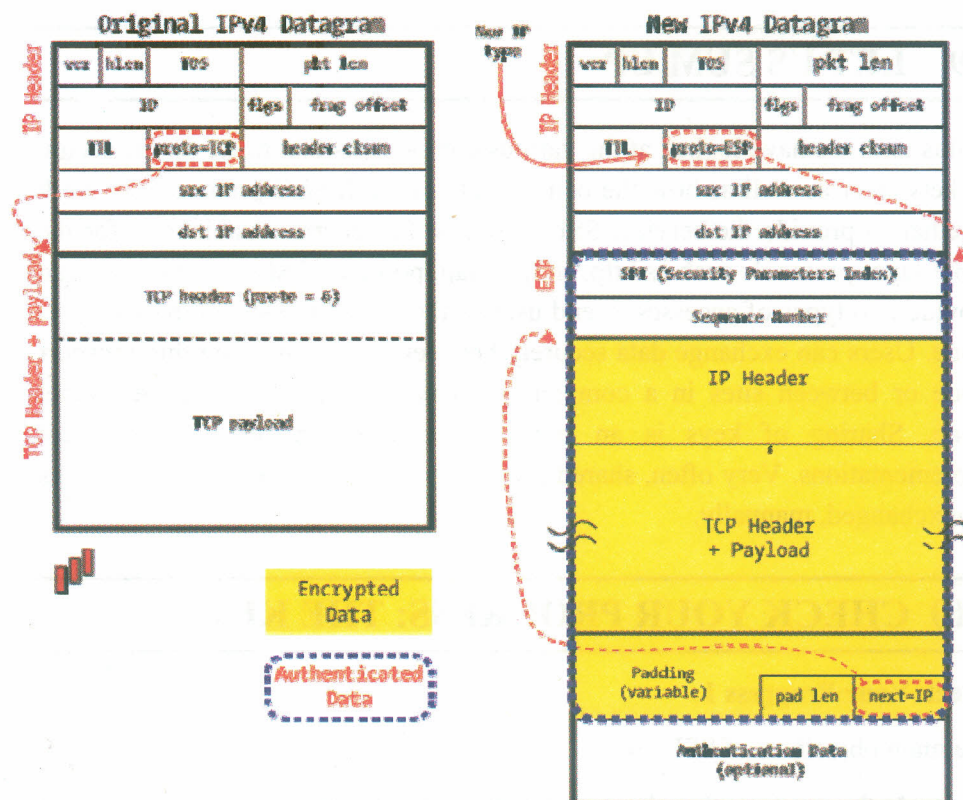 Original IPv4 Datagram
IP Header
ver hlen TOS pkt len
ID flgs frag offset
TTL proto=TCP header cksum
src IP address
dst IP address
TCP Header + payload
TCP header (proto = 6)
TCP payload
Encrypted
Data
Authenticated
Data
New IP
type
New IPv4 Datagram
IP Header
ver hlen TOS pkt len
ID flgs frag offset
TTL proto=ESP header cksum
src IP address
dst IP address
ESP
SPI (Security Parameters Index)
Sequence Number
IP Header
TCP Header
+ Payload
Padding
(variable)
pad len next=IP
Authentication Data
(optional)